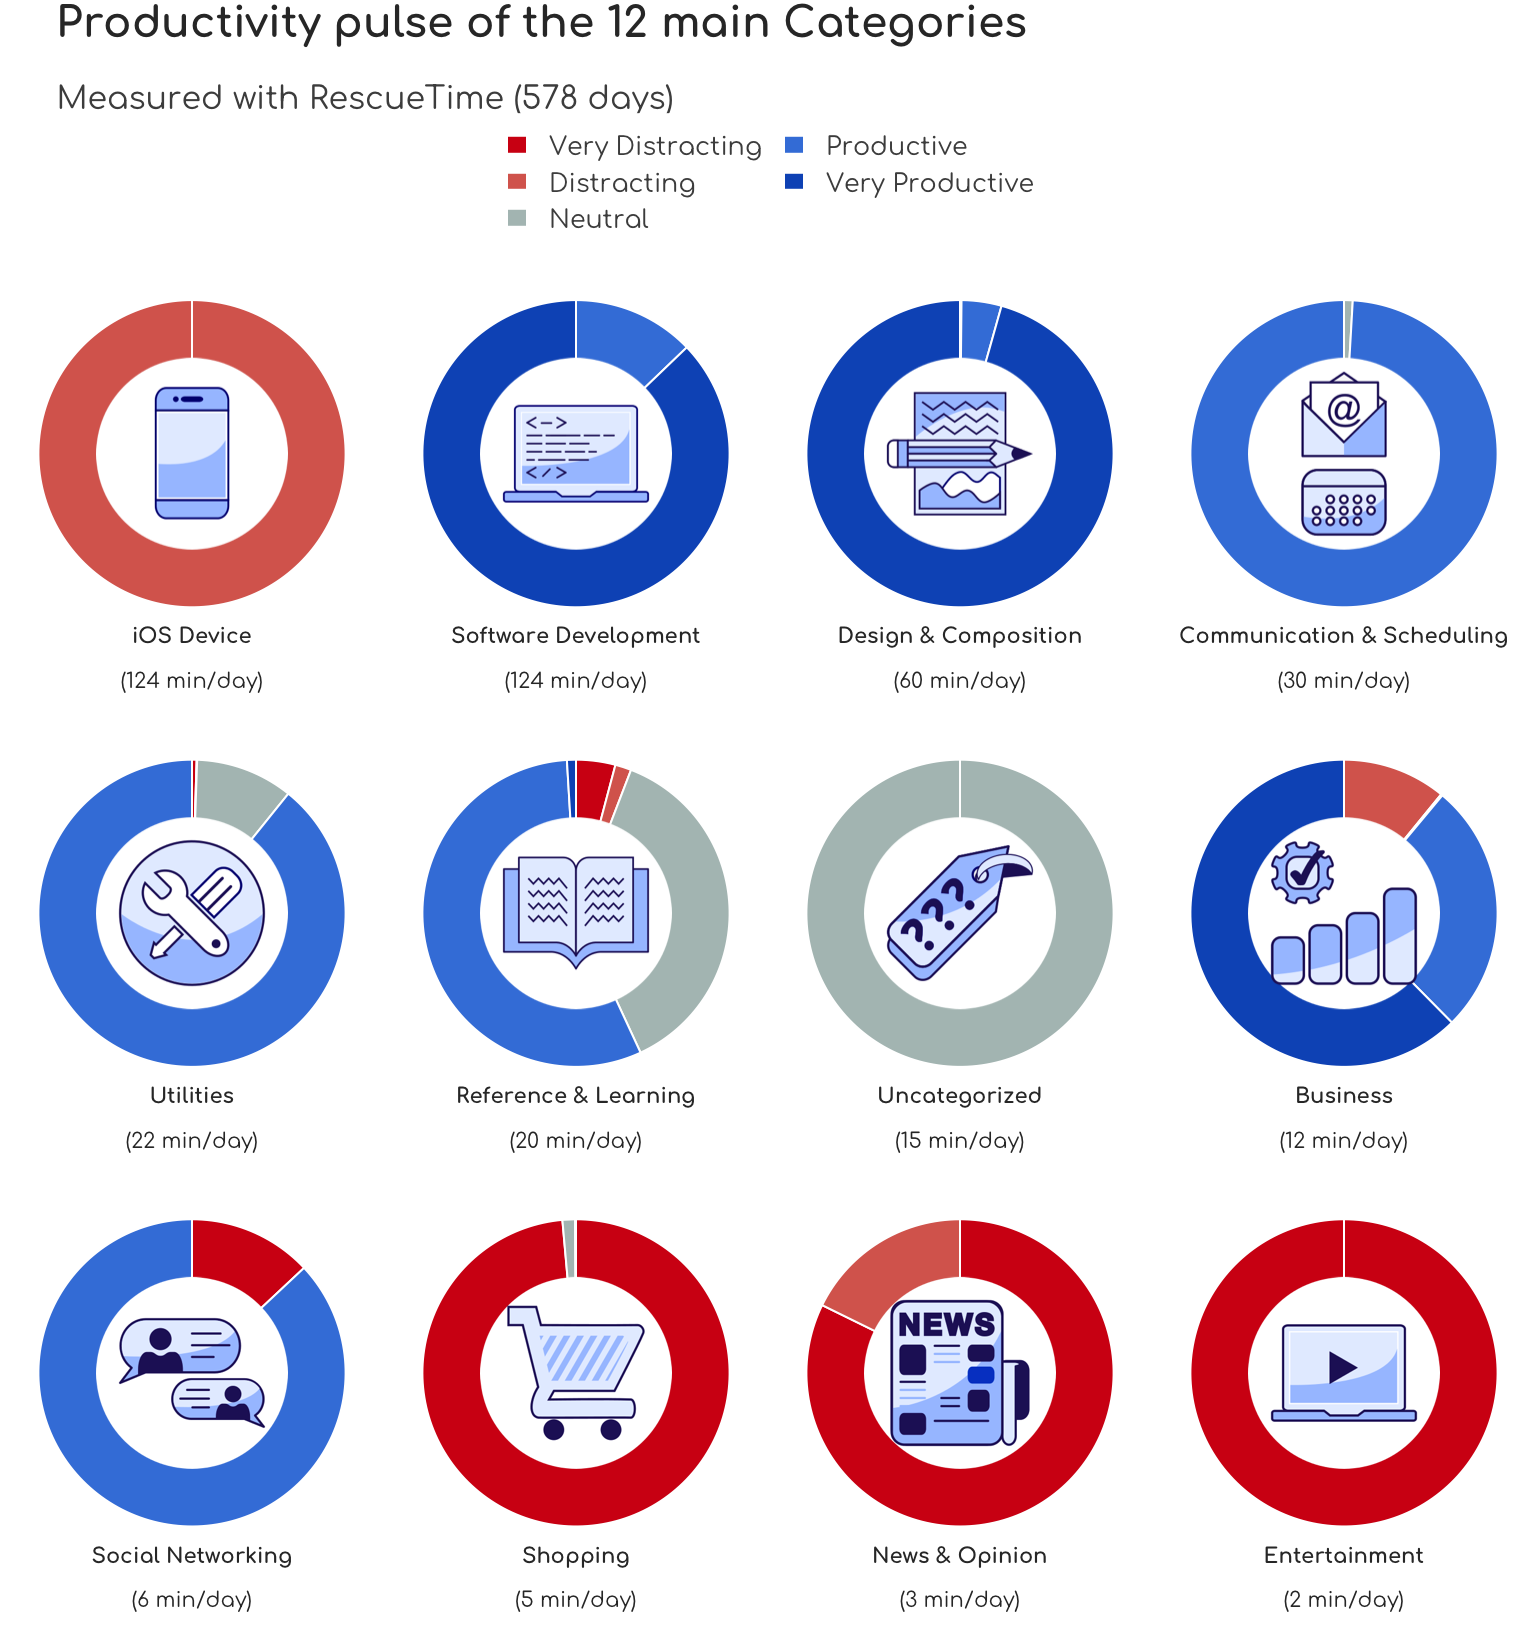 Productivity pulse of the 12 main Categories
Measured with RescueTime (578 days)
Very Distracting
Distracting
Neutral
Productive
Very Productive
<->
</>
@
iOS Device
(124 min/day)
Software Development
(124 min/day)
Design & Composition
(60 min/day)
Communication & Scheduling
(30 min/day)
???
Utilities
(22 min/day)
Reference & Learning
(20 min/day)
Uncategorized
(15 min/day)
Business
(12 min/day)
NEWS
Social Networking
(6 min/day)
Shopping
(5 min/day)
News & Opinion
(3 min/day)
Entertainment
(2 min/day)